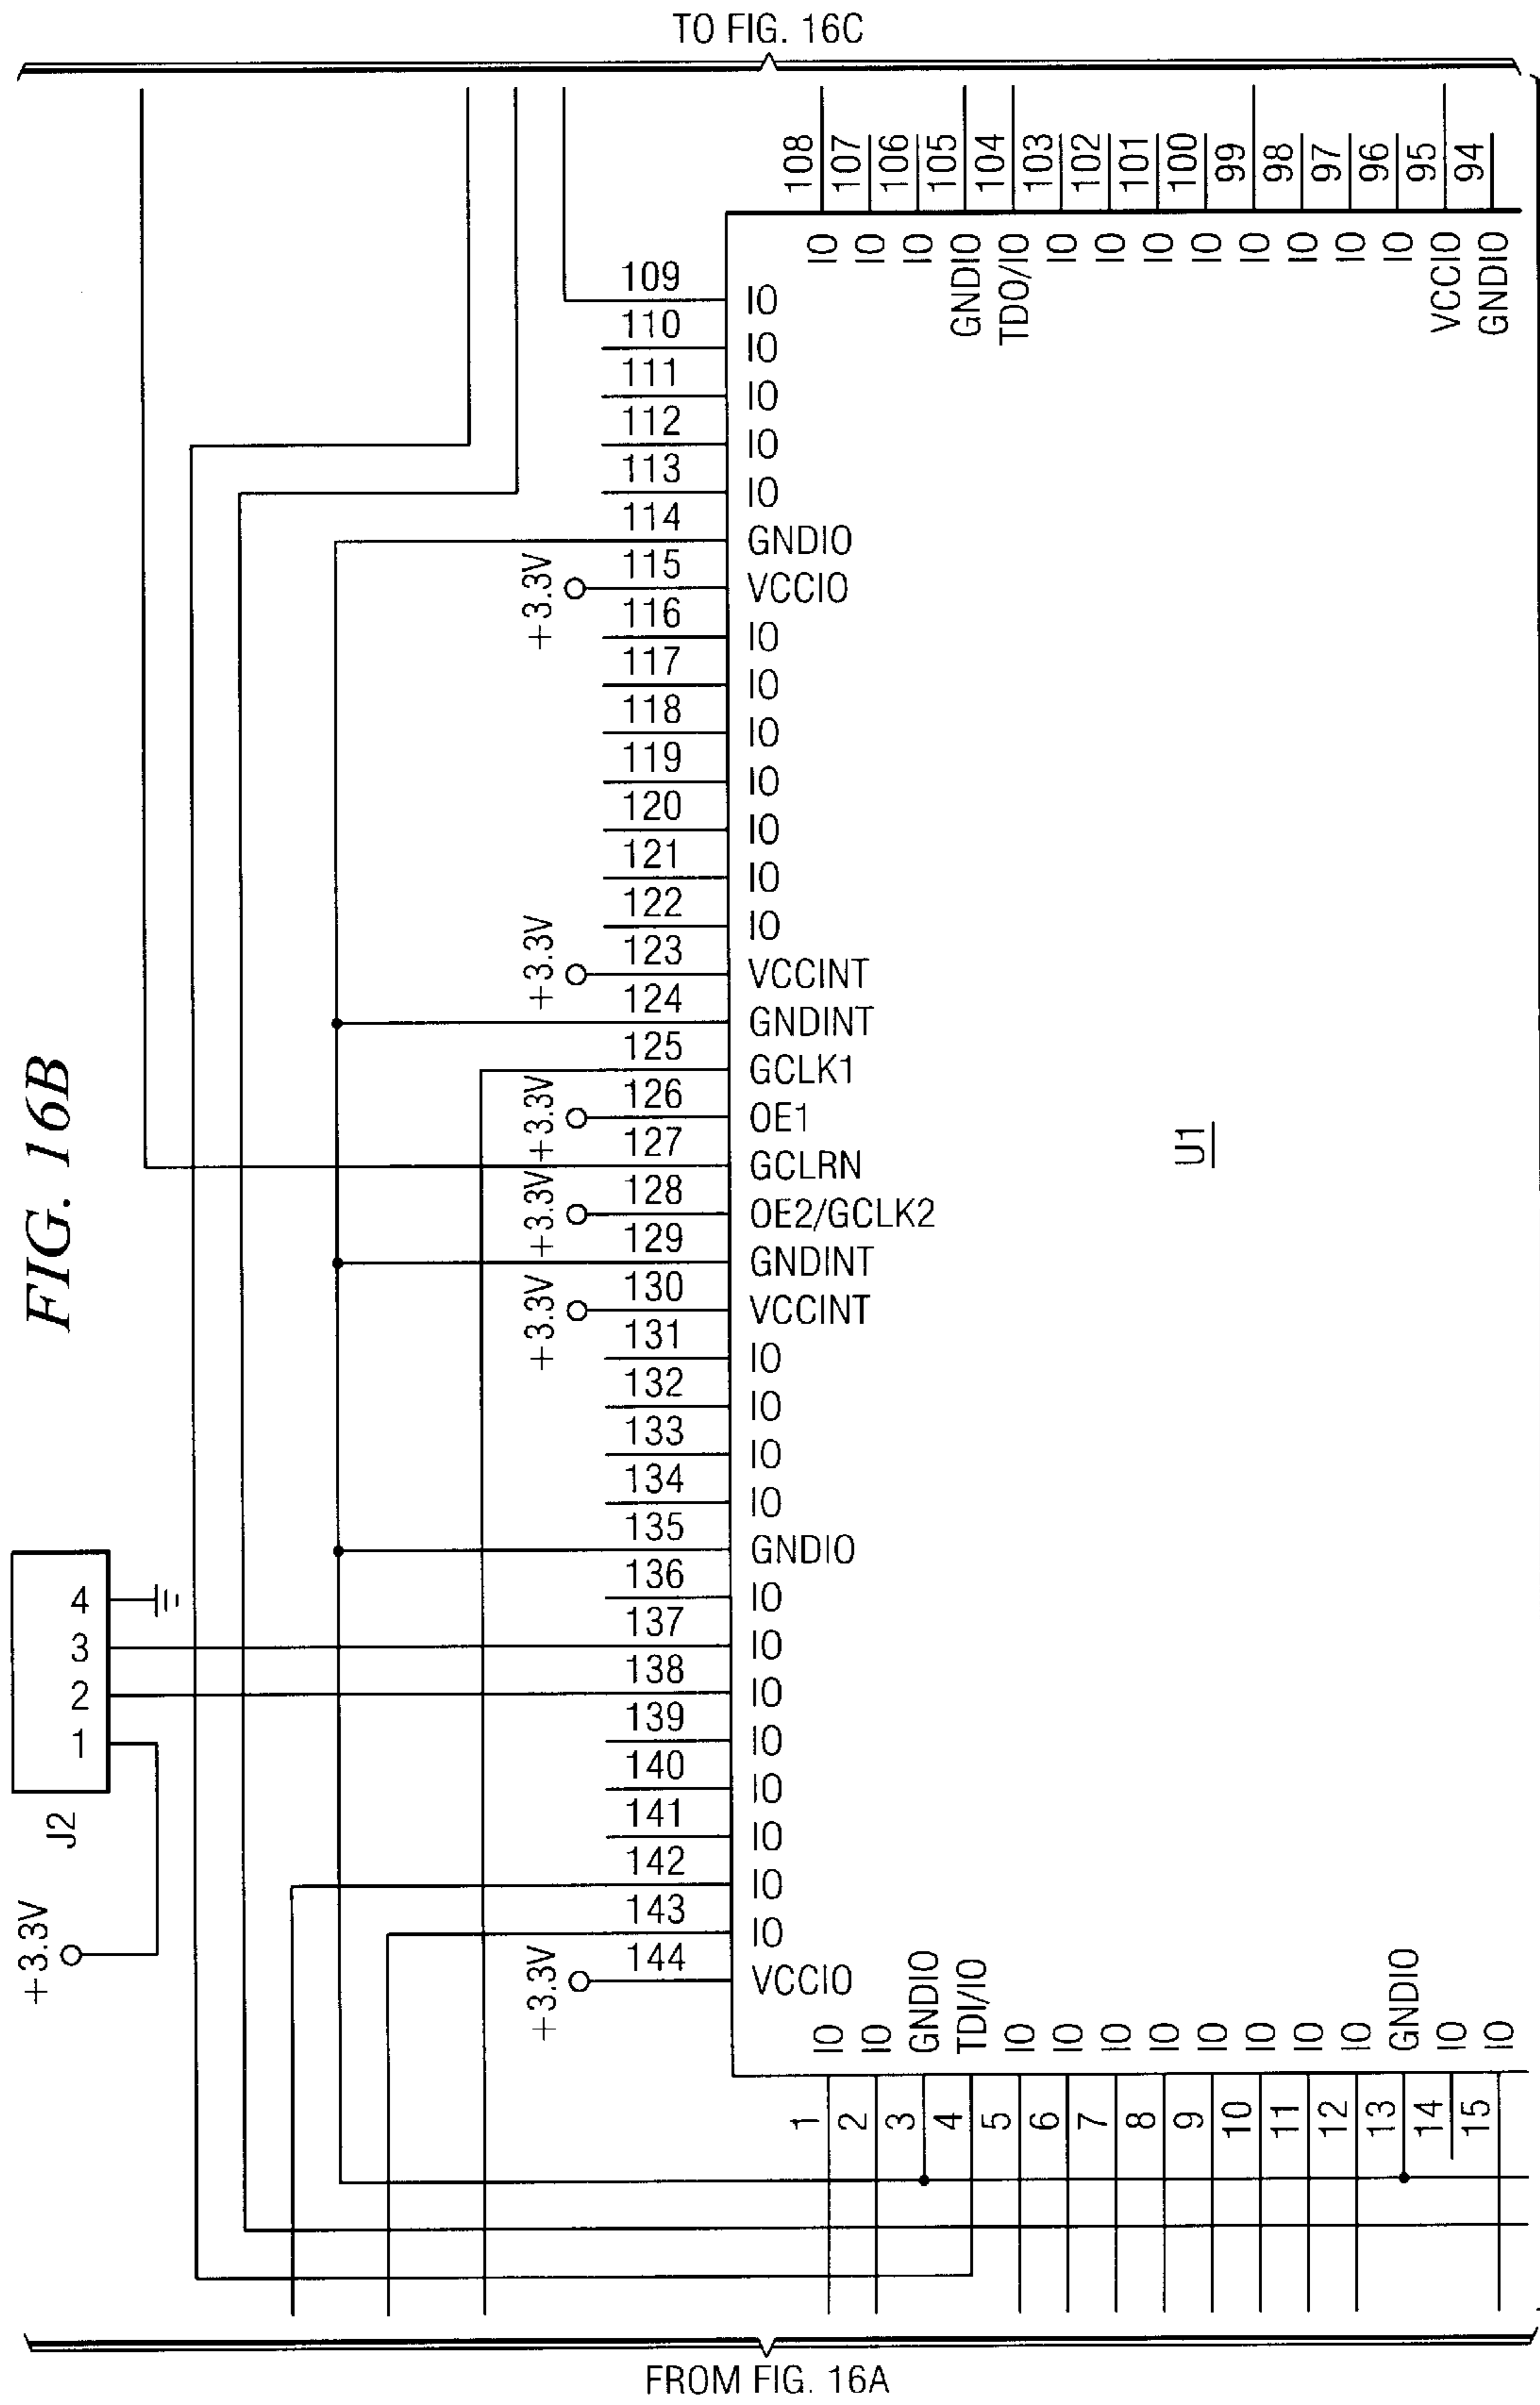 TO FIG. 16C
FIG. 16B
108
107
106
105
104
103
102
101
100
99
98
97
96
95
94
IO
IO
IO
GNDIO
TDO/IO
IO
IO
IO
IO
IO
IO
IO
IO
VCCIO
GNDIO
109 IO
110 IO
111 IO
112 IO
113 IO
114 GNDIO
+3.3V 115 VCCIO
116 IO
117 IO
118 IO
119 IO
120 IO
121 IO
122 IO
+3.3V 123 VCCINT
124 GNDINT
125 GCLK1
+3.3V 126 OE1
127 GCLRN
+3.3V 128 OE2/GCLK2
129 GNDINT
+3.3V 130 VCCINT
131 IO
132 IO
133 IO
134 IO
135 GNDIO
136 IO
137 IO
138 IO
139 IO
140 IO
141 IO
142 IO
143 IO
+3.3V 144 VCCIO
U1
4
3
2
1
J2
+3.3V
IO
IO
GNDIO
TDI/IO
IO
IO
IO
IO
IO
IO
IO
IO
GNDIO
IO
IO
1
2
3
4
5
6
7
8
9
10
11
12
13
14
15
FROM FIG. 16A